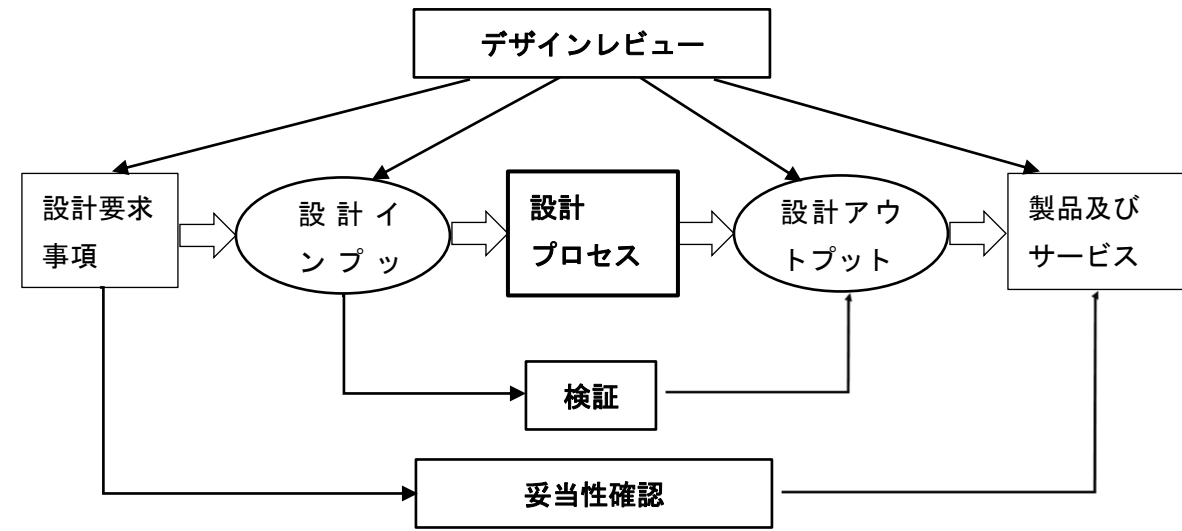 デザインレビュー
設計要求
事項
設計イ
ンプッ
設計
プロセス
設計アウ
トプット
製品及び
サービス
検証
妥当性確認